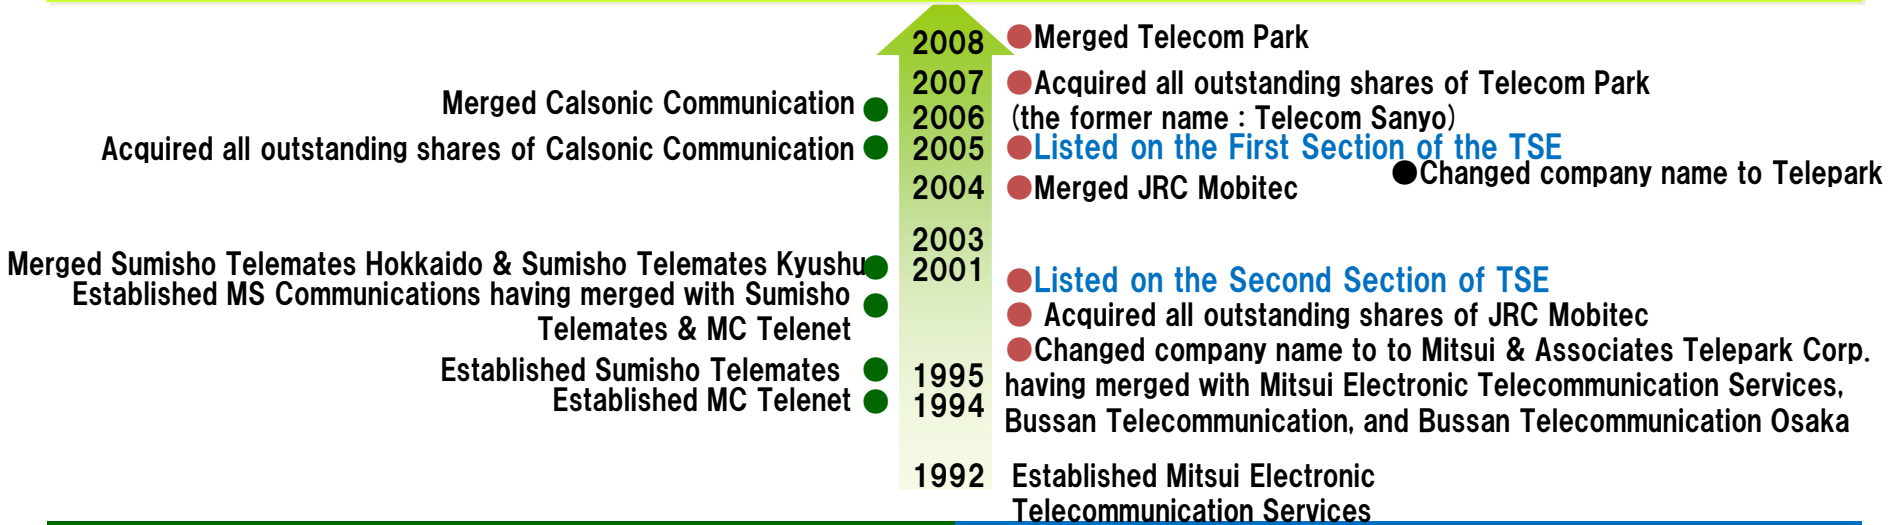 2008 ●Merged Telecom Park
2007 ●Acquired all outstanding shares of Telecom Park
Merged Calsonic Communication ● 2006 (the former name : Telecom Sanyo)
Acquired all outstanding shares of Calsonic Communication ● 2005 ●Listed on the First Section of the TSE
●Changed company name to Telepark
2004 ●Merged JRC Mobitec
2003
Merged Sumisho Telemates Hokkaido & Sumisho Telemates Kyushu● 2001 ●Listed on the Second Section of TSE
Established MS Communications having merged with Sumisho ●
Telemates & MC Telenet
● Acquired all outstanding shares of JRC Mobitec
●Changed company name to to Mitsui & Associates Telepark Corp.
Established Sumisho Telemates ● 1995 having merged with Mitsui Electronic Telecommunication Services,
Established MC Telenet ● 1994 Bussan Telecommunication, and Bussan Telecommunication Osaka
1992 Established Mitsui Electronic
Telecommunication Services